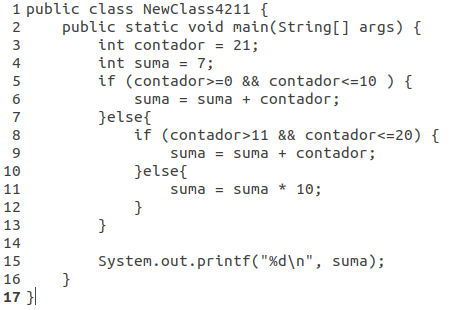 1 public class NewClass4211 {
2     public static void main(String[] args) {
3         int contador = 21;
4         int suma = 7;
5         if (contador>=0 && contador<=10 ) {
6             suma = suma + contador;
7         }else{
8             if (contador>11 && contador<=20) {
9                 suma = suma + contador;
10             }else{
11                 suma = suma * 10;
12             }
13         }
14
15         System.out.printf("%d\n", suma);
16     }
17 }